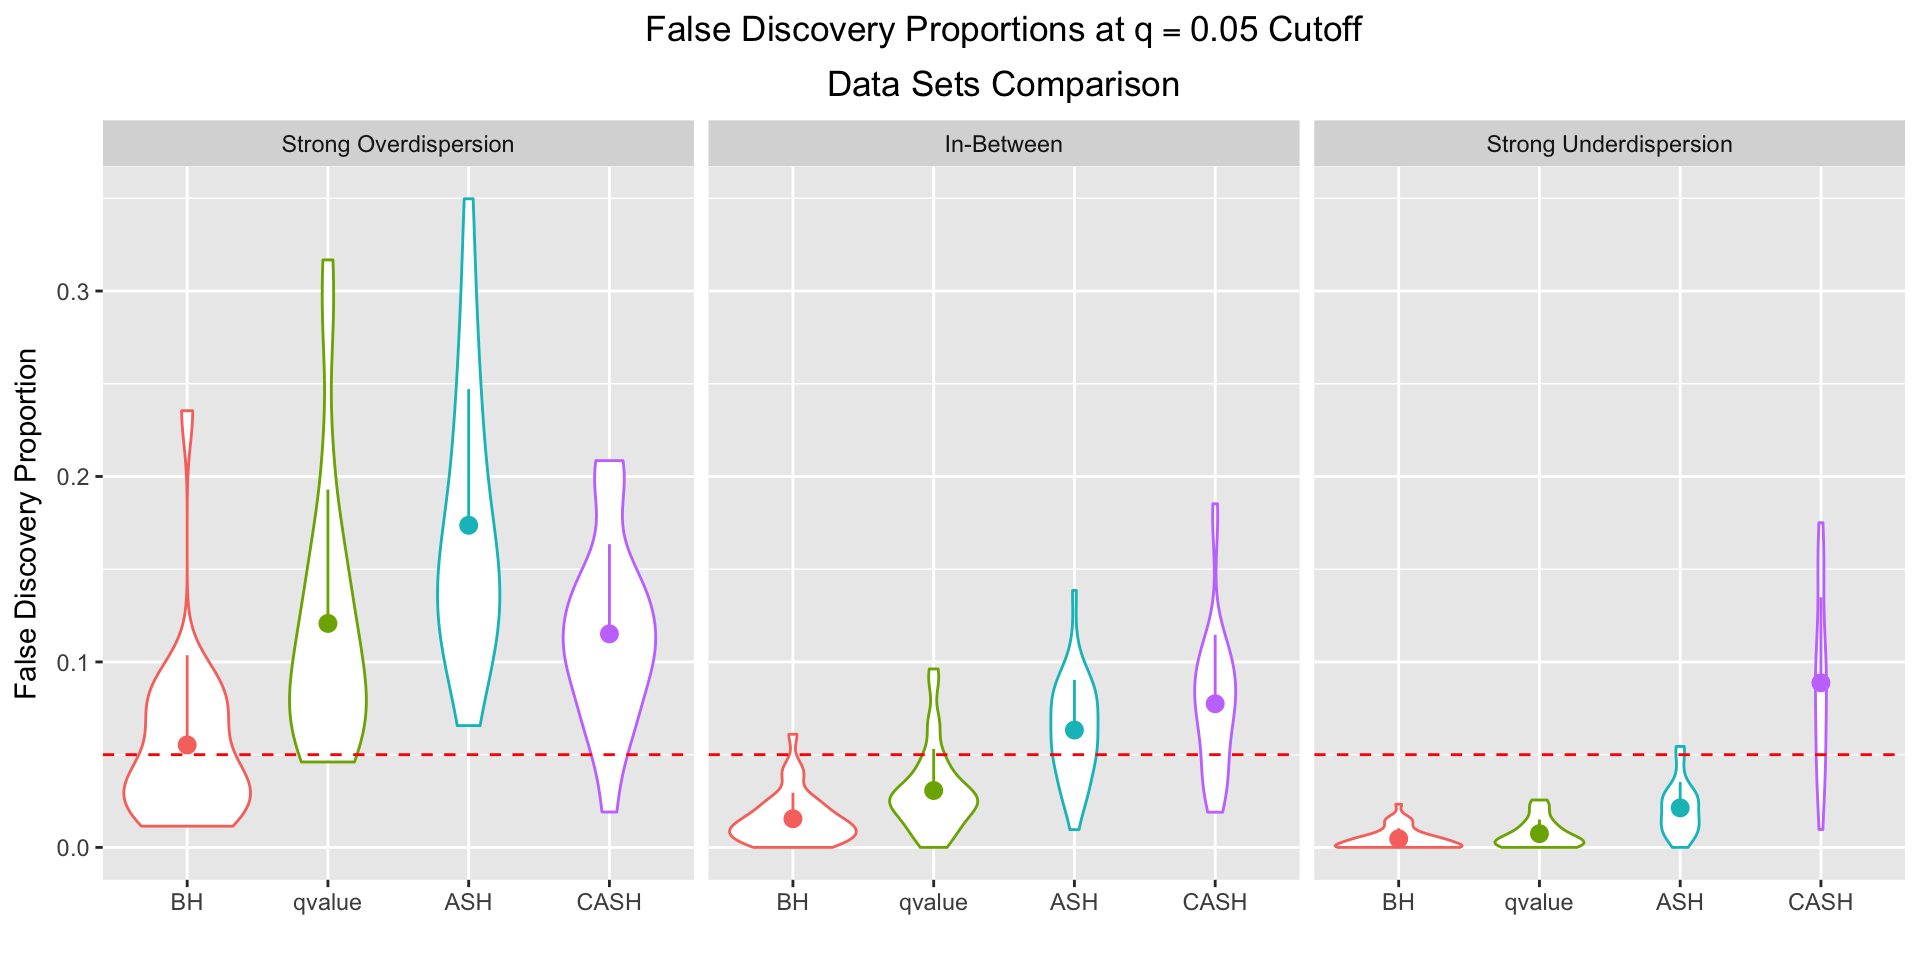 False Discovery Proportions at q = 0.05 Cutoff
Data Sets Comparison
Strong Overdispersion
In-Between
Strong Underdispersion
False Discovery Proportion
0.3
0.2
0.1
0.0
BH qvalue ASH CASH
BH qvalue ASH CASH
BH qvalue ASH CASH